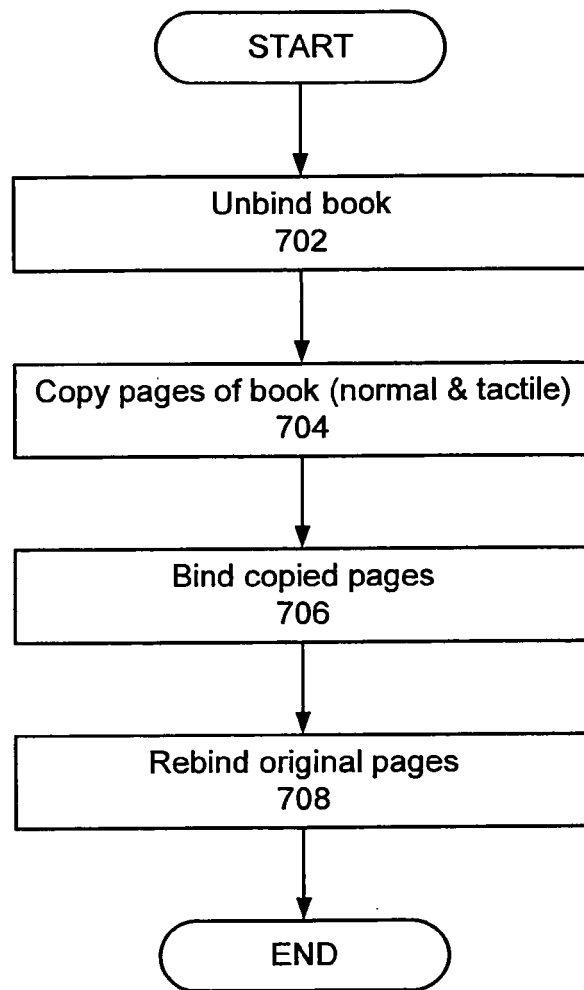 START
Unbind book
702
Copy pages of book (normal & tactile)
704
Bind copied pages
706
Rebind original pages
708
END